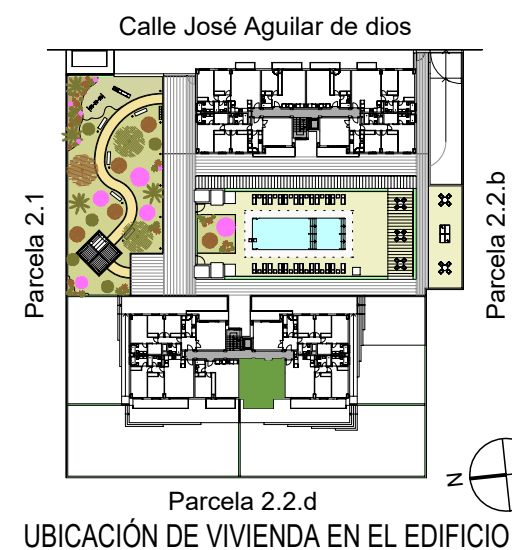 Calle José Aguilar de dios
Parcela 2.1
Parcela 2.2.b
N
Parcela 2.2.d
UBICACIÓN DE VIVIENDA EN EL EDIFICIO